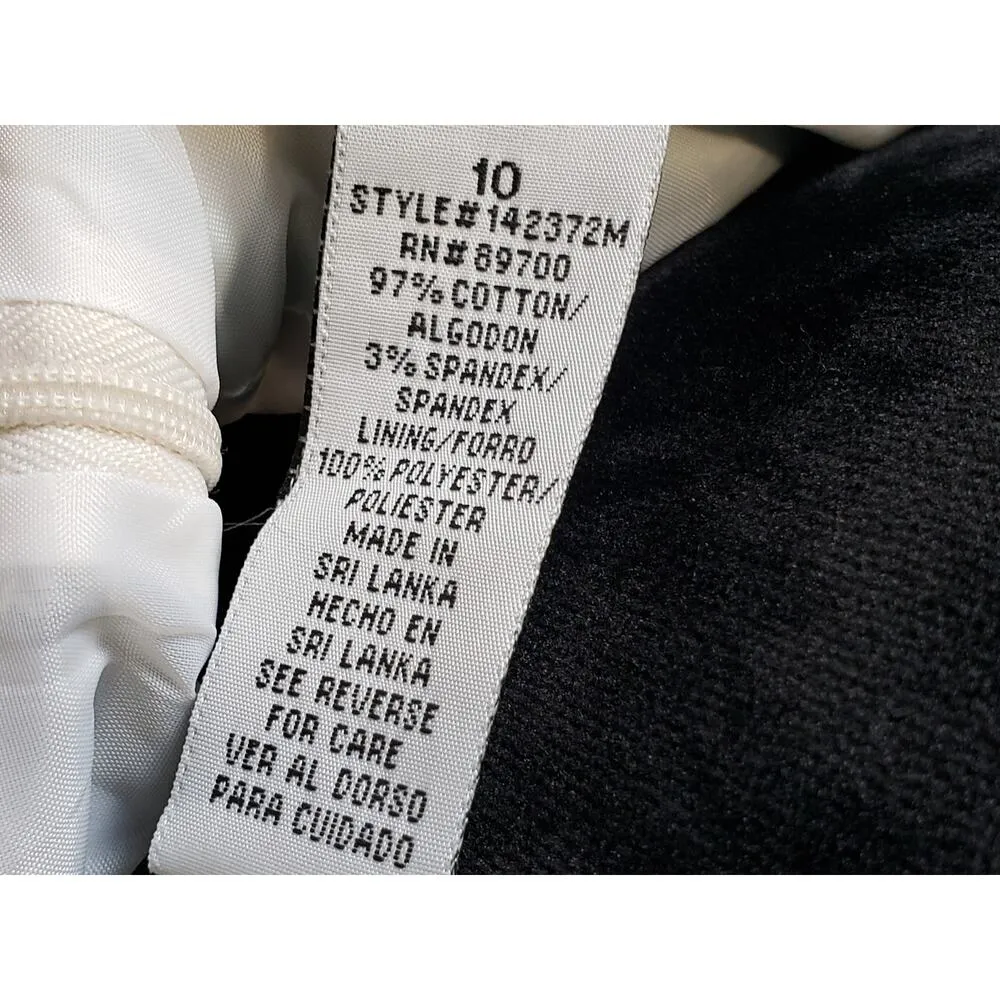 10
STYLE#142372M
RN#89700
97% COTTON/
ALGODON
3% SPANDEX/
SPANDEX
LINING/FORRO
100% POLYESTER/
POLIESTER
MADE IN
SRI LANKA
HECHO EN
SRI LANKA
SEE REVERSE
FOR CARE
VER AL DORSO
PARA CUIDADO